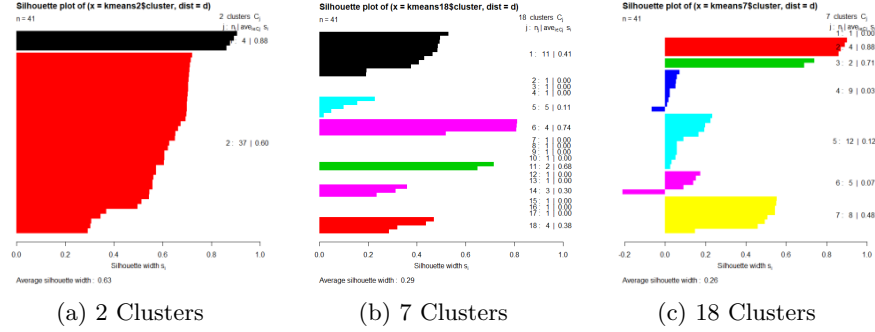 Silhouette plot of (x = kmeans2$cluster, dist = d)
n = 41
2 clusters Cj
j : nj | avei∈Cj si
4 | 0.88
2 : 37 | 0.60
0.0 0.2 0.4 0.6 0.8 1.0
Silhouette width si
Average silhouette width : 0.63
(a) 2 Clusters
Silhouette plot of (x = kmeans18$cluster, dist = d)
n = 41
18 clusters Cj
j : nj | avei∈Cj si
1 : 11 | 0.41
2 : 1 | 0.00
3 : 1 | 0.00
4 : 1 | 0.00
5 : 5 | 0.11
6 : 4 | 0.74
7 : 1 | 0.00
8 : 1 | 0.00
9 : 1 | 0.00
10 : 1 | 0.00
11 : 2 | 0.68
12 : 1 | 0.00
13 : 1 | 0.00
14 : 3 | 0.30
15 : 1 | 0.00
16 : 1 | 0.00
17 : 1 | 0.00
18 : 4 | 0.38
0.0 0.2 0.4 0.6 0.8 1.0
Silhouette width si
Average silhouette width : 0.29
(b) 7 Clusters
Silhouette plot of (x = kmeans7$cluster, dist = d)
n = 41
7 clusters Cj
j : nj | avei∈Cj si
1 : 1 | 0.00
4 | 0.88
3 : 2 | 0.71
4 : 9 | 0.03
5 : 12 | 0.12
6 : 5 | 0.07
7 : 8 | 0.48
-0.2 0.0 0.2 0.4 0.6 0.8 1.0
Silhouette width si
Average silhouette width : 0.26
(c) 18 Clusters